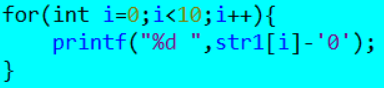 for(int i=0;i<10;i++){
    printf("%d ",str1[i]-'0');
}